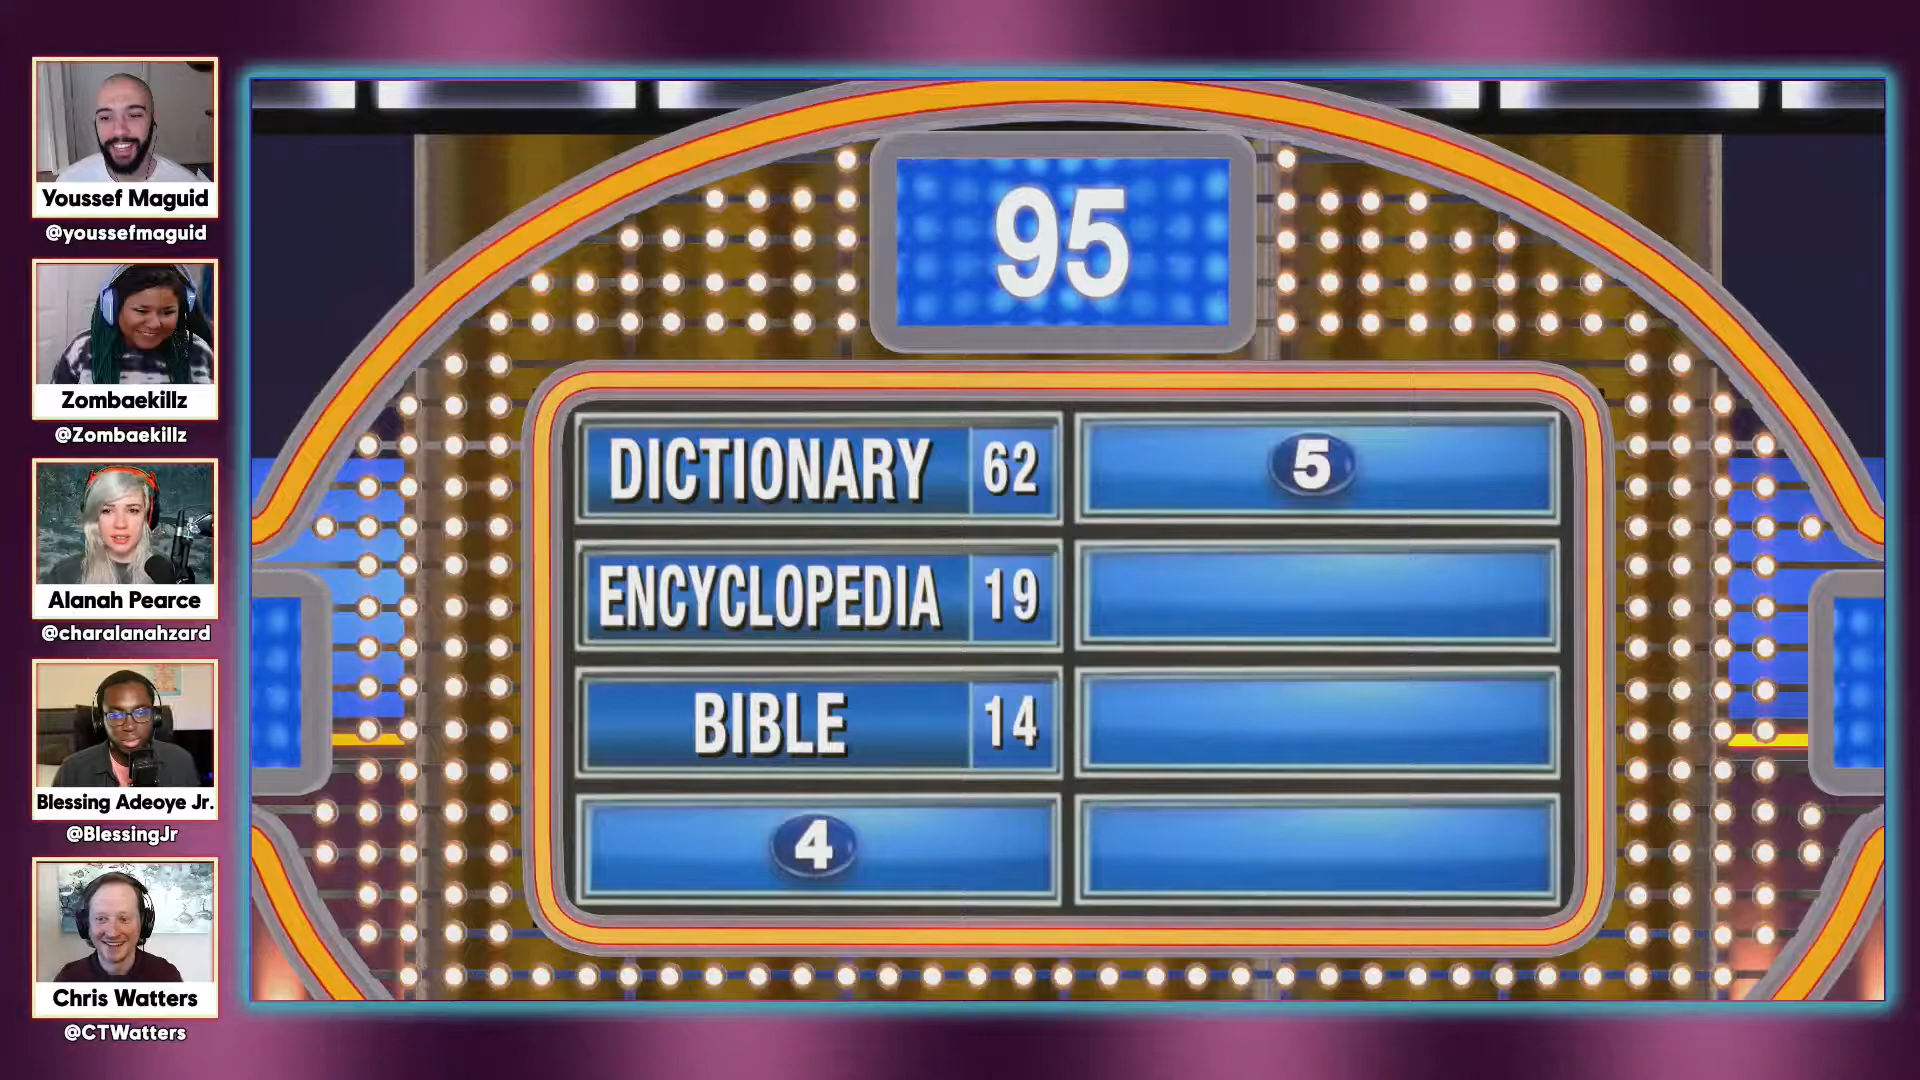 Youssef Maguid
@youssefmaguid
Zombaekillz
@Zombaekillz
Alanah Pearce
@charalanahzard
Blessing Adeoye Jr.
@BlessingJr
Chris Watters
@CTWatters
95
DICTIONARY 62
ENCYCLOPEDIA 19
BIBLE 14
4
5